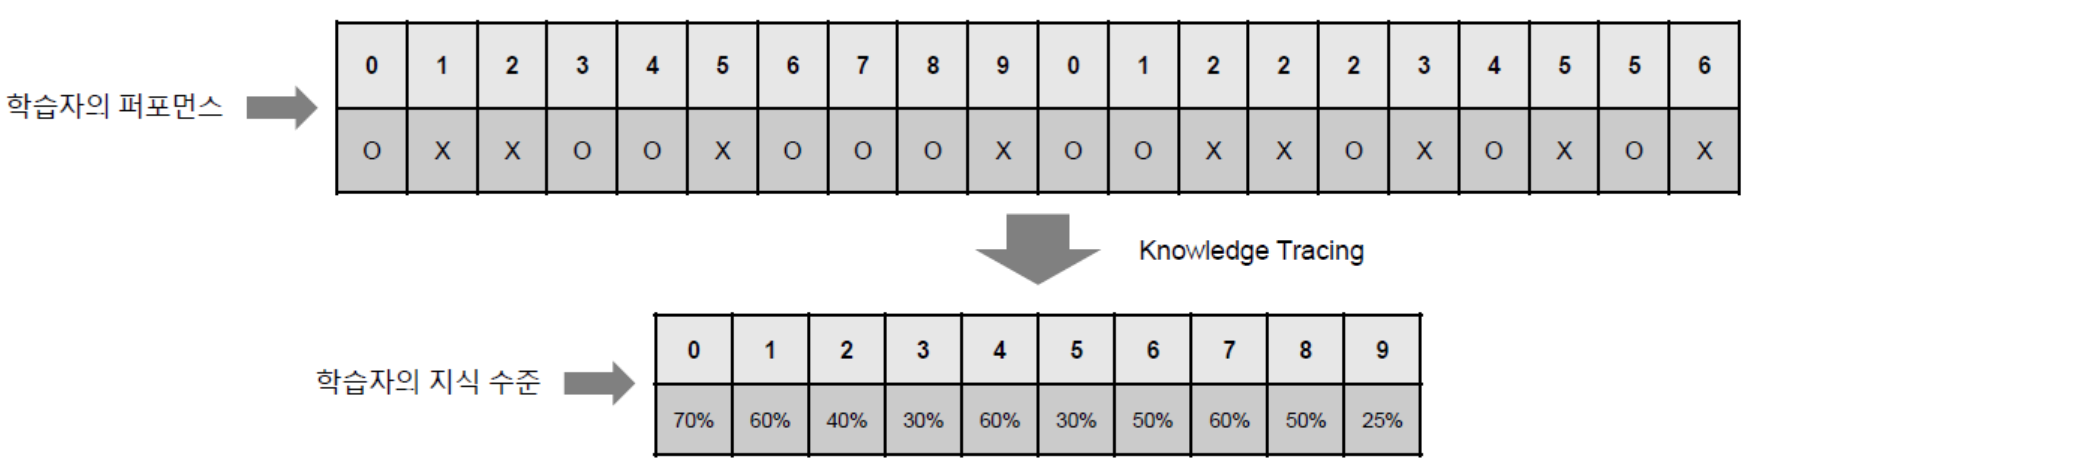 0 1 2 3 4 5 6 7 8 9 0 1 2 2 2 3 4 5 5 6
학습자의 퍼포먼스
O X X O O X O O O X O O X X O X O X O X
Knowledge Tracing
0 1 2 3 4 5 6 7 8 9
학습자의 지식 수준
70% 60% 40% 30% 60% 30% 50% 60% 50% 25%